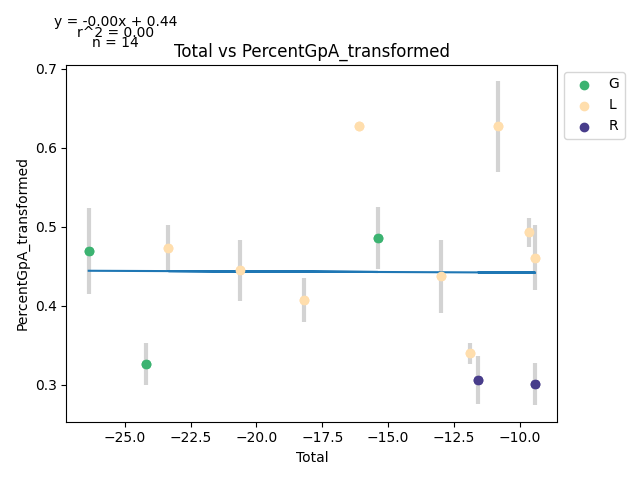 y = -0.00x + 0.44
r^2 = 0.00
n = 14
Total vs PercentGpA_transformed
G
L
R
0.7
0.6
0.5
0.4
0.3
PercentGpA_transformed
−25.0 −22.5 −20.0 −17.5 −15.0 −12.5 −10.0
Total